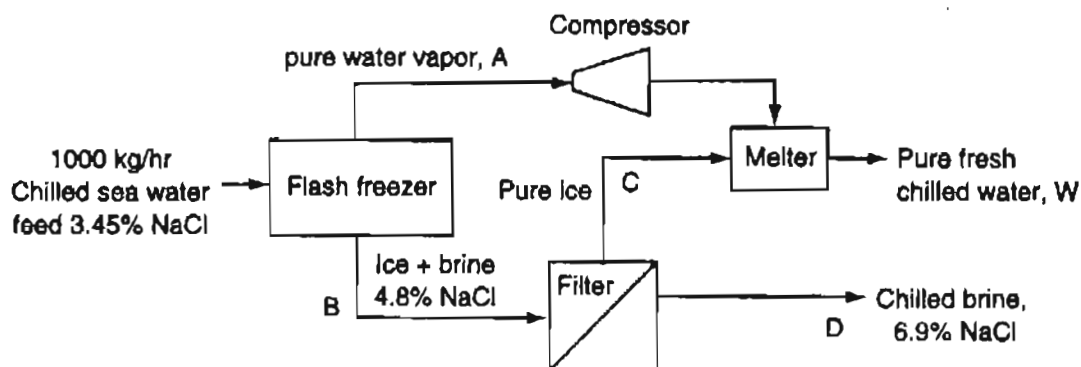 Compressor
pure water vapor, A
1000 kg/hr
Chilled sea water
feed 3.45% NaCl
Flash freezer
Melter
Pure fresh
chilled water, W
Pure ice
C
Ice + brine
4.8% NaCl
B
Filter
Chilled brine,
6.9% NaCl
D